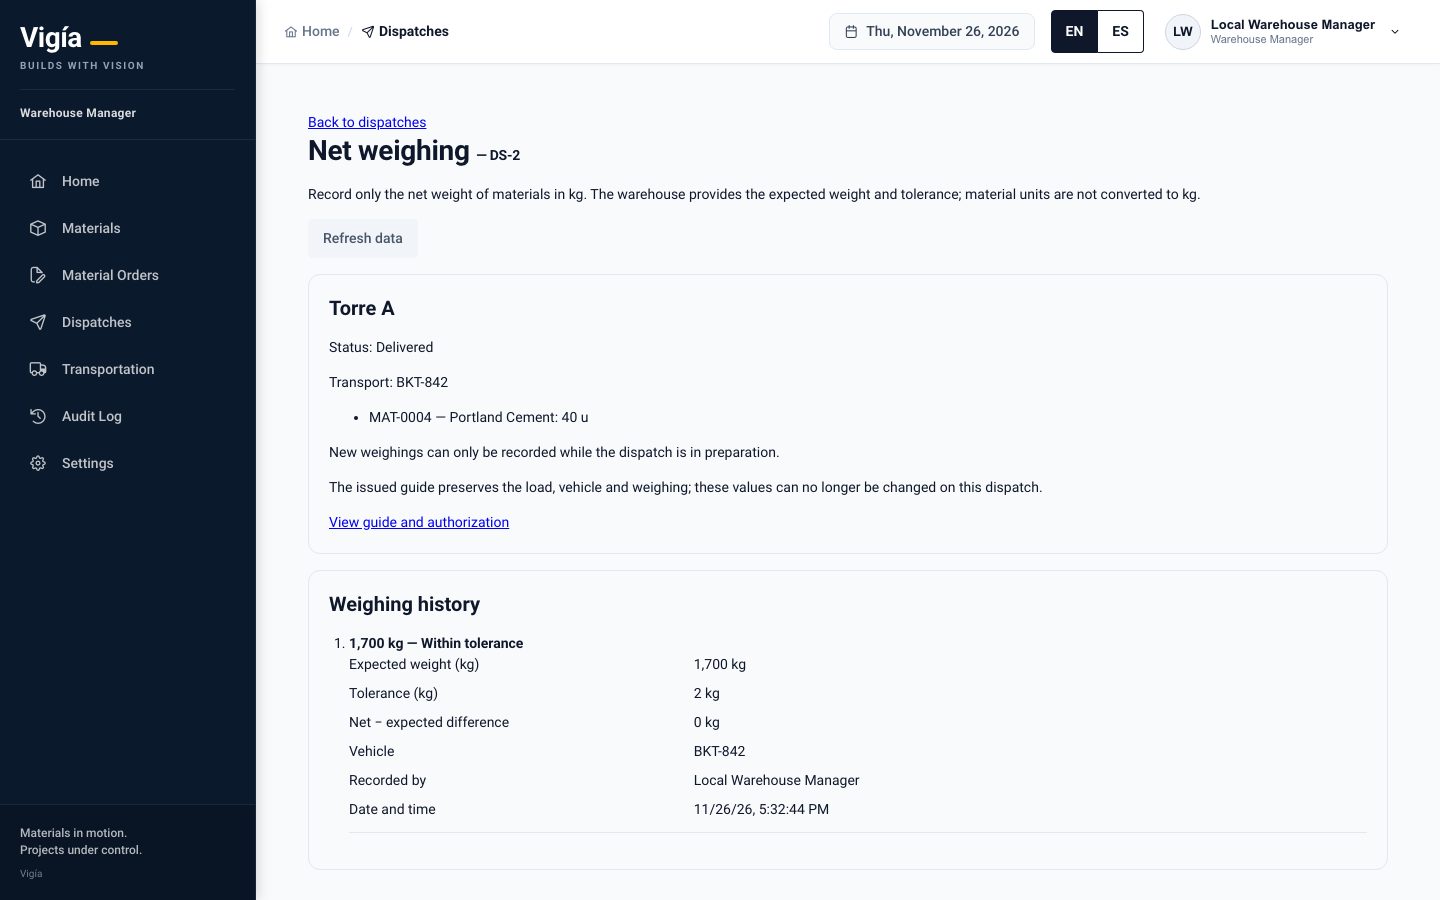 Vigía
BUILDS WITH VISION
Warehouse Manager
Home
Materials
Material Orders
Dispatches
Transportation
Audit Log
Settings
Materials in motion.
Projects under control.
Vigía
Home / Dispatches
Thu, November 26, 2026
EN ES
LW
Local Warehouse Manager
Warehouse Manager
Back to dispatches
Net weighing — DS-2
Record only the net weight of materials in kg. The warehouse provides the expected weight and tolerance; material units are not converted to kg.
Refresh data
Torre A
Status: Delivered
Transport: BKT-842
• MAT-0004 — Portland Cement: 40 u
New weighings can only be recorded while the dispatch is in preparation.
The issued guide preserves the load, vehicle and weighing; these values can no longer be changed on this dispatch.
View guide and authorization
Weighing history
1. 1,700 kg — Within tolerance
Expected weight (kg) 1,700 kg
Tolerance (kg) 2 kg
Net − expected difference 0 kg
Vehicle BKT-842
Recorded by Local Warehouse Manager
Date and time 11/26/26, 5:32:44 PM